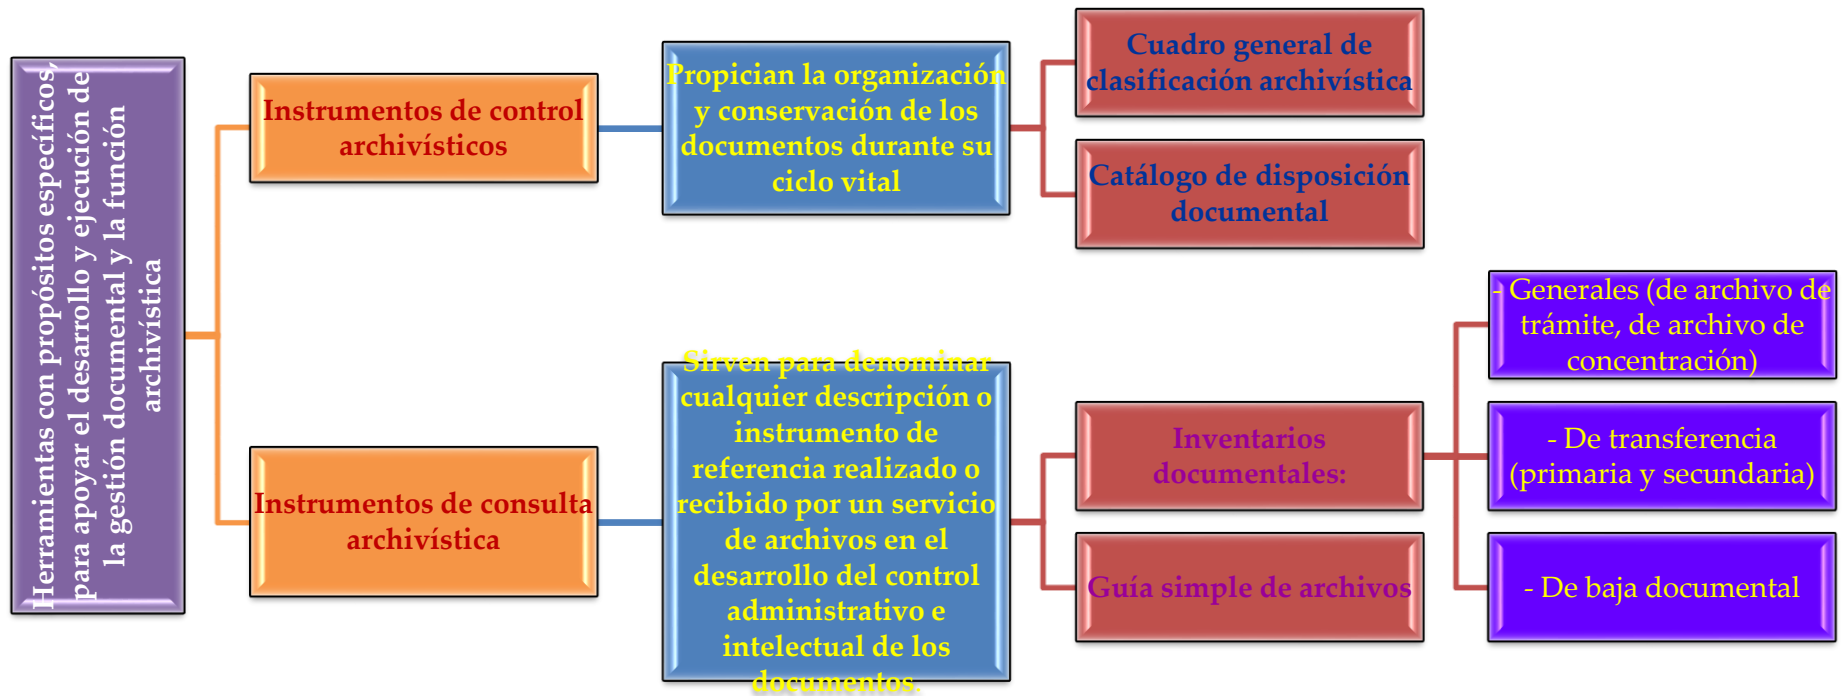 Herramientas con propósitos específicos,
para apoyar el desarrollo y ejecución de
la gestión documental y la función
archivística
Instrumentos de control
archivísticos
Propician la organización
y conservación de los
documentos durante su
ciclo vital
Cuadro general de
clasificación archivística
Catálogo de disposición
documental
Instrumentos de consulta
archivística
Sirven para denominar
cualquier descripción o
instrumento de
referencia realizado o
recibido por un servicio
de archivos en el
desarrollo del control
administrativo e
intelectual de los
documentos.
Inventarios
documentales:
- Generales (de archivo de
trámite, de archivo de
concentración)
- De transferencia
(primaria y secundaria)
- De baja documental
Guía simple de archivos